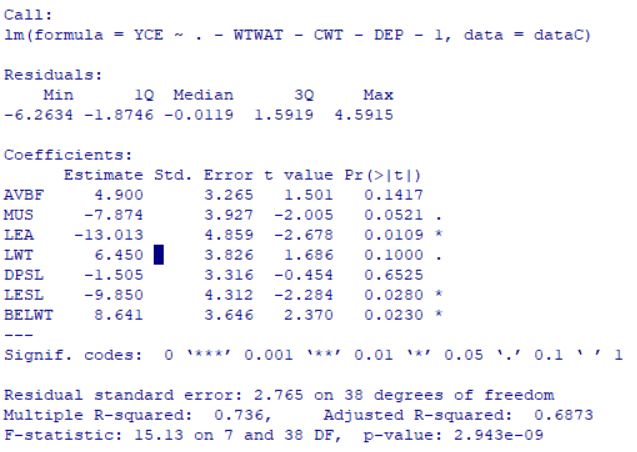 Call:
lm(formula = YCE ~ . - WTWAT - CWT - DEP - 1, data = dataC)
Residuals:
    Min      1Q  Median      3Q     Max
-6.2634 -1.8746 -0.0119  1.5919  4.5915
Coefficients:
      Estimate Std. Error t value Pr(>|t|)
AVBF     4.900      3.265   1.501   0.1417
MUS     -7.874      3.927  -2.005   0.0521 .
LEA    -13.013      4.859  -2.678   0.0109 *
LWT      6.450      3.826   1.686   0.1000 .
DPSL    -1.505      3.316  -0.454   0.6525
LESL    -9.850      4.312  -2.284   0.0280 *
BELWT    8.641      3.646   2.370   0.0230 *
---
Signif. codes:  0 ‘***’ 0.001 ‘**’ 0.01 ‘*’ 0.05 ‘.’ 0.1 ‘ ’ 1
Residual standard error: 2.765 on 38 degrees of freedom
Multiple R-squared:  0.736,     Adjusted R-squared:  0.6873
F-statistic: 15.13 on 7 and 38 DF,  p-value: 2.943e-09